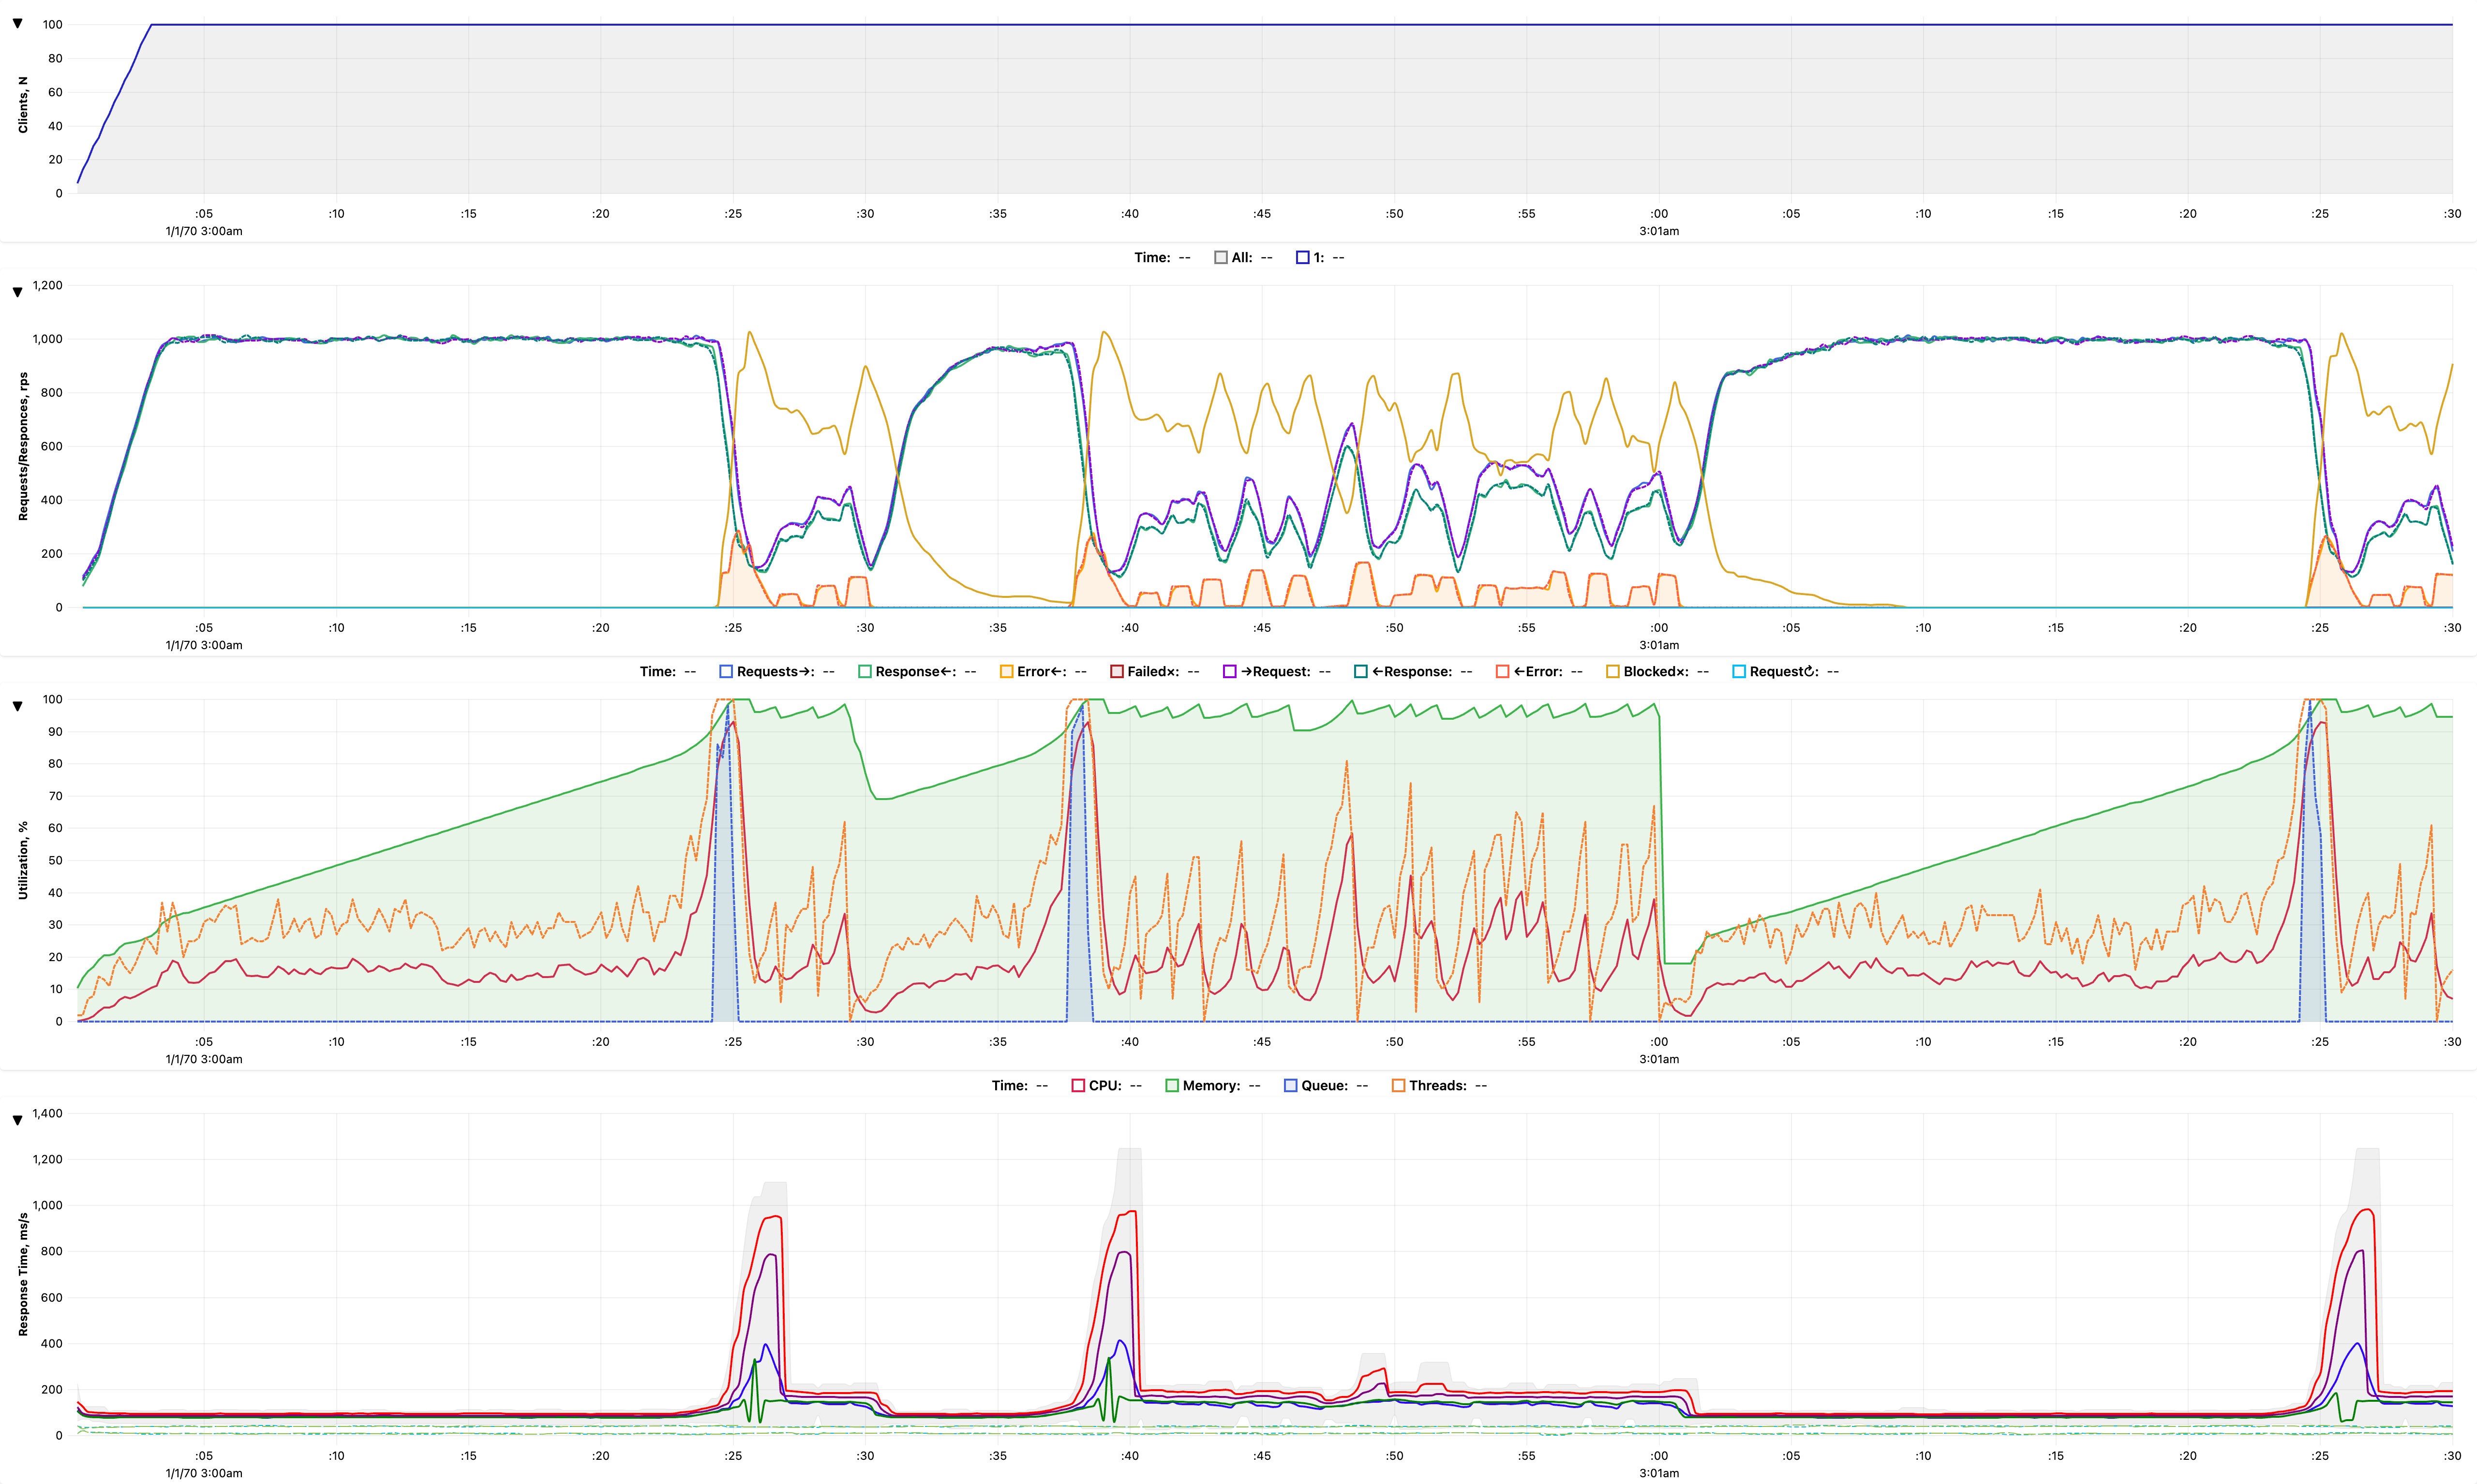 ▼
Clients, N
100
80
60
40
20
0
:05 :10 :15 :20 :25 :30 :35 :40 :45 :50 :55 :00 :05 :10 :15 :20 :25 :30
1/1/70 3:00am 3:01am
Time: -- All: -- 1: --
▼
Requests/Responses, rps
1,200
1,000
800
600
400
200
0
:05 :10 :15 :20 :25 :30 :35 :40 :45 :50 :55 :00 :05 :10 :15 :20 :25 :30
1/1/70 3:00am 3:01am
Time: -- Requests→: -- Response←: -- Error←: -- Failed×: -- →Request: -- ←Response: -- ←Error: -- Blocked×: -- Request↻: --
▼
Utilization, %
100
90
80
70
60
50
40
30
20
10
0
:05 :10 :15 :20 :25 :30 :35 :40 :45 :50 :55 :00 :05 :10 :15 :20 :25 :30
1/1/70 3:00am 3:01am
Time: -- CPU: -- Memory: -- Queue: -- Threads: --
▼
Response Time, ms/s
1,400
1,200
1,000
800
600
400
200
0
:05 :10 :15 :20 :25 :30 :35 :40 :45 :50 :55 :00 :05 :10 :15 :20 :25 :30
1/1/70 3:00am 3:01am